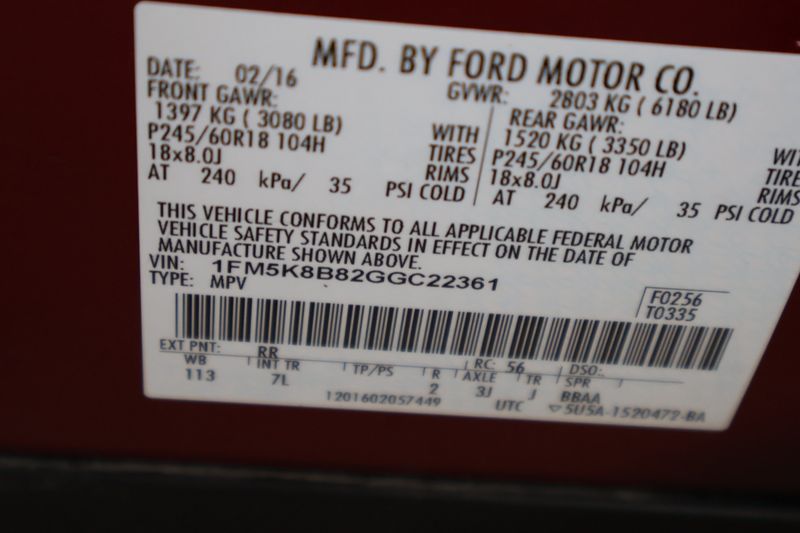 MFD. BY FORD MOTOR CO.
DATE: 02/16 GVWR: 2803 KG ( 6180 LB)
FRONT GAWR: REAR GAWR:
1397 KG ( 3080 LB) WITH 1520 KG ( 3350 LB)
P245/60R18 104H TIRES P245/60R18 104H
18x8.0J RIMS 18x8.0J RIMS
AT 240 kPa/ 35 PSI COLD AT 240 kPa/ 35 PSI COLD
THIS VEHICLE CONFORMS TO ALL APPLICABLE FEDERAL MOTOR
VEHICLE SAFETY STANDARDS IN EFFECT ON THE DATE OF
MANUFACTURE SHOWN ABOVE.
VIN: 1FM5K8B82GGC22361
TYPE: MPV
F0256
T0335
EXT PNT: RR RC: 56 DSO:
WB INT TR TP/PS R AXLE TR SPR
113 7L 2 3J J BBAA
1201602057449 UTC 5U5A-1520472-BA